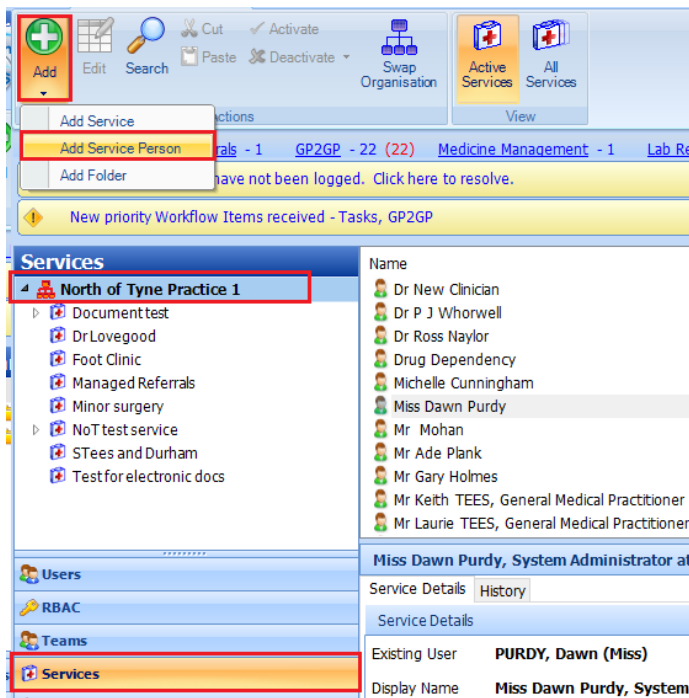 Add
Edit
Search
Cut
Paste
Activate
Deactivate
Swap
Organisation
Active
Services
All
Services
View
Add Service
Add Service Person
Add Folder
- 1 GP2GP - 22 (22) Medicine Management - 1 Lab
have not been logged. Click here to resolve.
New priority Workflow Items received - Tasks, GP2GP
Services
North of Tyne Practice 1
Document test
Dr Lovegood
Foot Clinic
Managed Referrals
Minor surgery
NoT test service
STees and Durham
Test for electronic docs
Users
RBAC
Teams
Services
Name
Dr New Clinician
Dr P J Whorwell
Dr Ross Naylor
Drug Dependency
Michelle Cunningham
Miss Dawn Purdy
Mr Mohan
Mr Ade Plank
Mr Gary Holmes
Mr Keith TEES, General Medical Practitioner
Mr Laurie TEES, General Medical Practitioner
Miss Dawn Purdy, System Administrator at
Service Details History
Service Details
Existing User PURDY, Dawn (Miss)
Display Name Miss Dawn Purdy, System